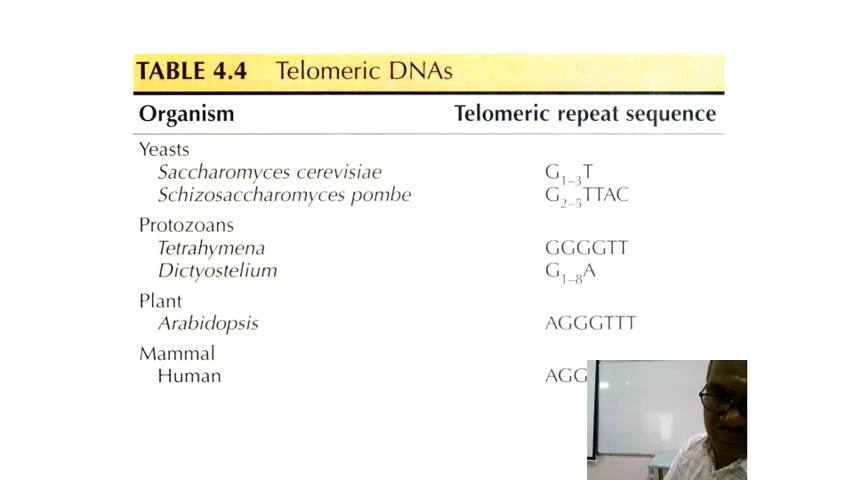 TABLE 4.4 Telomeric DNAs
Organism Telomeric repeat sequence
Yeasts
Saccharomyces cerevisiae G1–3T
Schizosaccharomyces pombe G2–5TTAC
Protozoans
Tetrahymena GGGGTT
Dictyostelium G1–8A
Plant
Arabidopsis AGGGTTT
Mammal
Human